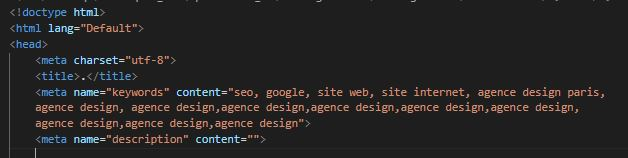 <!doctype html>
<html lang="Default">
<head>
<meta charset="utf-8">
<title>.</title>
<meta name="keywords" content="seo, google, site web, site internet, agence design paris,
agence design, agence design,agence design,agence design,agence design,agence design,
agence design,agence design,agence design">
<meta name="description" content="">